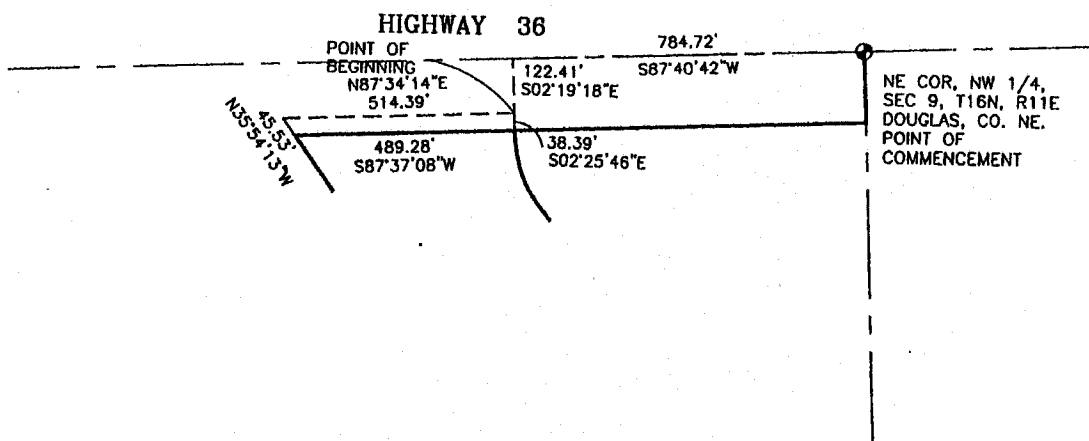 HIGHWAY 36
POINT OF
BEGINNING
N87°34'14"E
514.39'
784.72'
S87°40'42"W
122.41'
S02°19'18"E
NE COR, NW 1/4,
SEC 9, T16N, R11E
DOUGLAS, CO. NE.
POINT OF
COMMENCEMENT
45.53'
N35°54'13"W
489.28'
S87°37'08"W
38.39'
S02°25'46"E